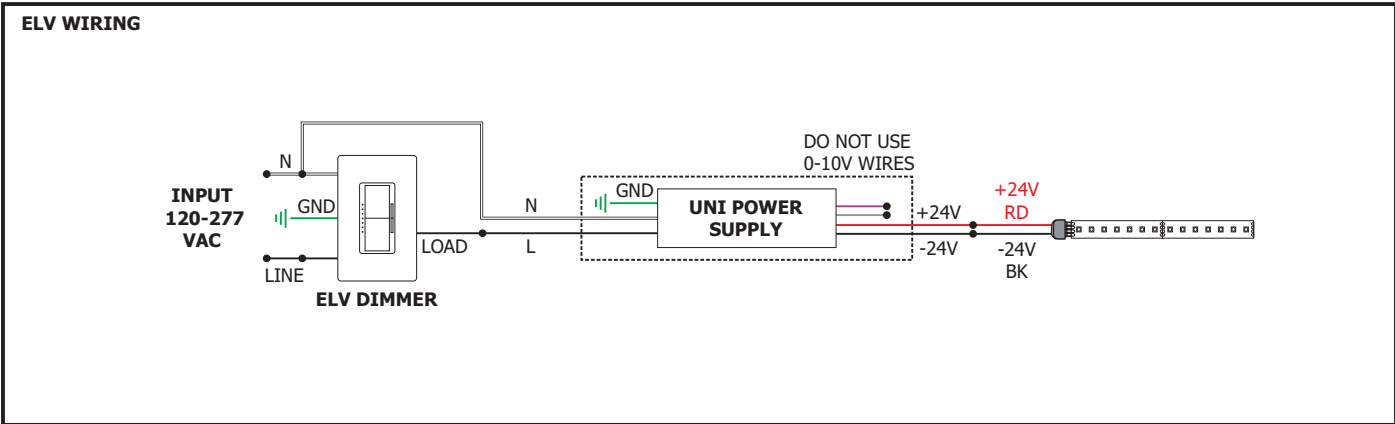 ELV WIRING
DO NOT USE
0-10V WIRES
N
INPUT
120-277
VAC
GND
LINE
LOAD
ELV DIMMER
N
L
GND
UNI POWER
SUPPLY
+24V
-24V
+24V
RD
-24V
BK